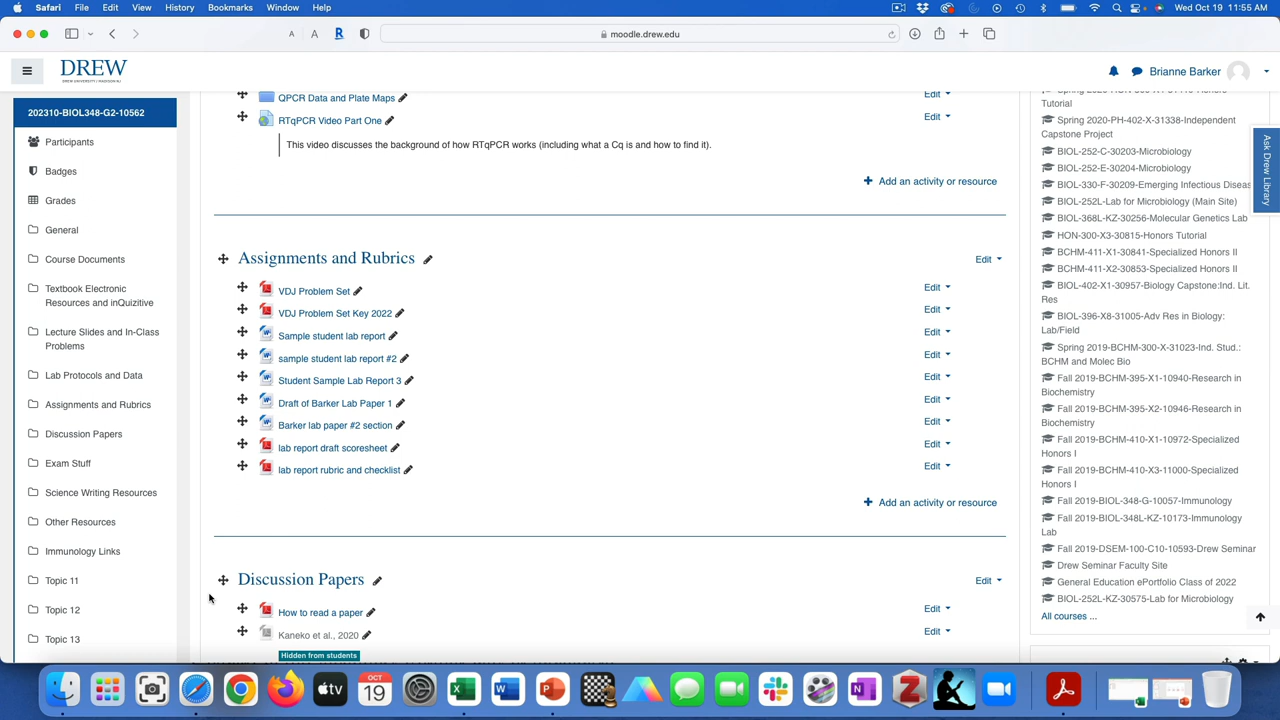 Safari File Edit View History Bookmarks Window Help
Wed Oct 19 11:55 AM
A A R
moodle.drew.edu
DREW
Brianne Barker
202310-BIOL348-G2-10562
Participants
Badges
Grades
General
Course Documents
Textbook Electronic
Resources and inQuizitive
Lecture Slides and In-Class
Problems
Lab Protocols and Data
Assignments and Rubrics
Discussion Papers
Exam Stuff
Science Writing Resources
Other Resources
Immunology Links
Topic 11
Topic 12
Topic 13
QPCR Data and Plate Maps
Edit
RTqPCR Video Part One
Edit
This video discusses the background of how RTqPCR works (including what a Cq is and how to find it).
+ Add an activity or resource
Assignments and Rubrics
Edit
VDJ Problem Set
Edit
VDJ Problem Set Key 2022
Edit
Sample student lab report
Edit
sample student lab report #2
Edit
Student Sample Lab Report 3
Edit
Draft of Barker Lab Paper 1
Edit
Barker lab paper #2 section
Edit
lab report draft scoresheet
Edit
lab report rubric and checklist
Edit
+ Add an activity or resource
Discussion Papers
Edit
How to read a paper
Edit
Kaneko et al., 2020
Edit
Hidden from students
Tutorial
Spring 2020-PH-402-X-31338-Independent
Capstone Project
BIOL-252-C-30203-Microbiology
BIOL-252-E-30204-Microbiology
BIOL-330-F-30209-Emerging Infectious Diseas
BIOL-252L-Lab for Microbiology (Main Site)
BIOL-368L-KZ-30256-Molecular Genetics Lab
HON-300-X3-30815-Honors Tutorial
BCHM-411-X1-30841-Specialized Honors II
BCHM-411-X2-30853-Specialized Honors II
BIOL-402-X1-30957-Biology Capstone:Ind. Lit.
Res
BIOL-396-X8-31005-Adv Res in Biology:
Lab/Field
Spring 2019-BCHM-300-X-31023-Ind. Stud.:
BCHM and Molec Bio
Fall 2019-BCHM-395-X1-10940-Research in
Biochemistry
Fall 2019-BCHM-395-X2-10946-Research in
Biochemistry
Fall 2019-BCHM-410-X1-10972-Specialized
Honors I
Fall 2019-BCHM-410-X3-11000-Specialized
Honors I
Fall 2019-BIOL-348-G-10057-Immunology
Fall 2019-BIOL-348L-KZ-10173-Immunology
Lab
Fall 2019-DSEM-100-C10-10593-Drew Seminar
Drew Seminar Faculty Site
General Education ePortfolio Class of 2022
BIOL-252L-KZ-30575-Lab for Microbiology
All courses ...
Ask Drew Library
tv
OCT
19